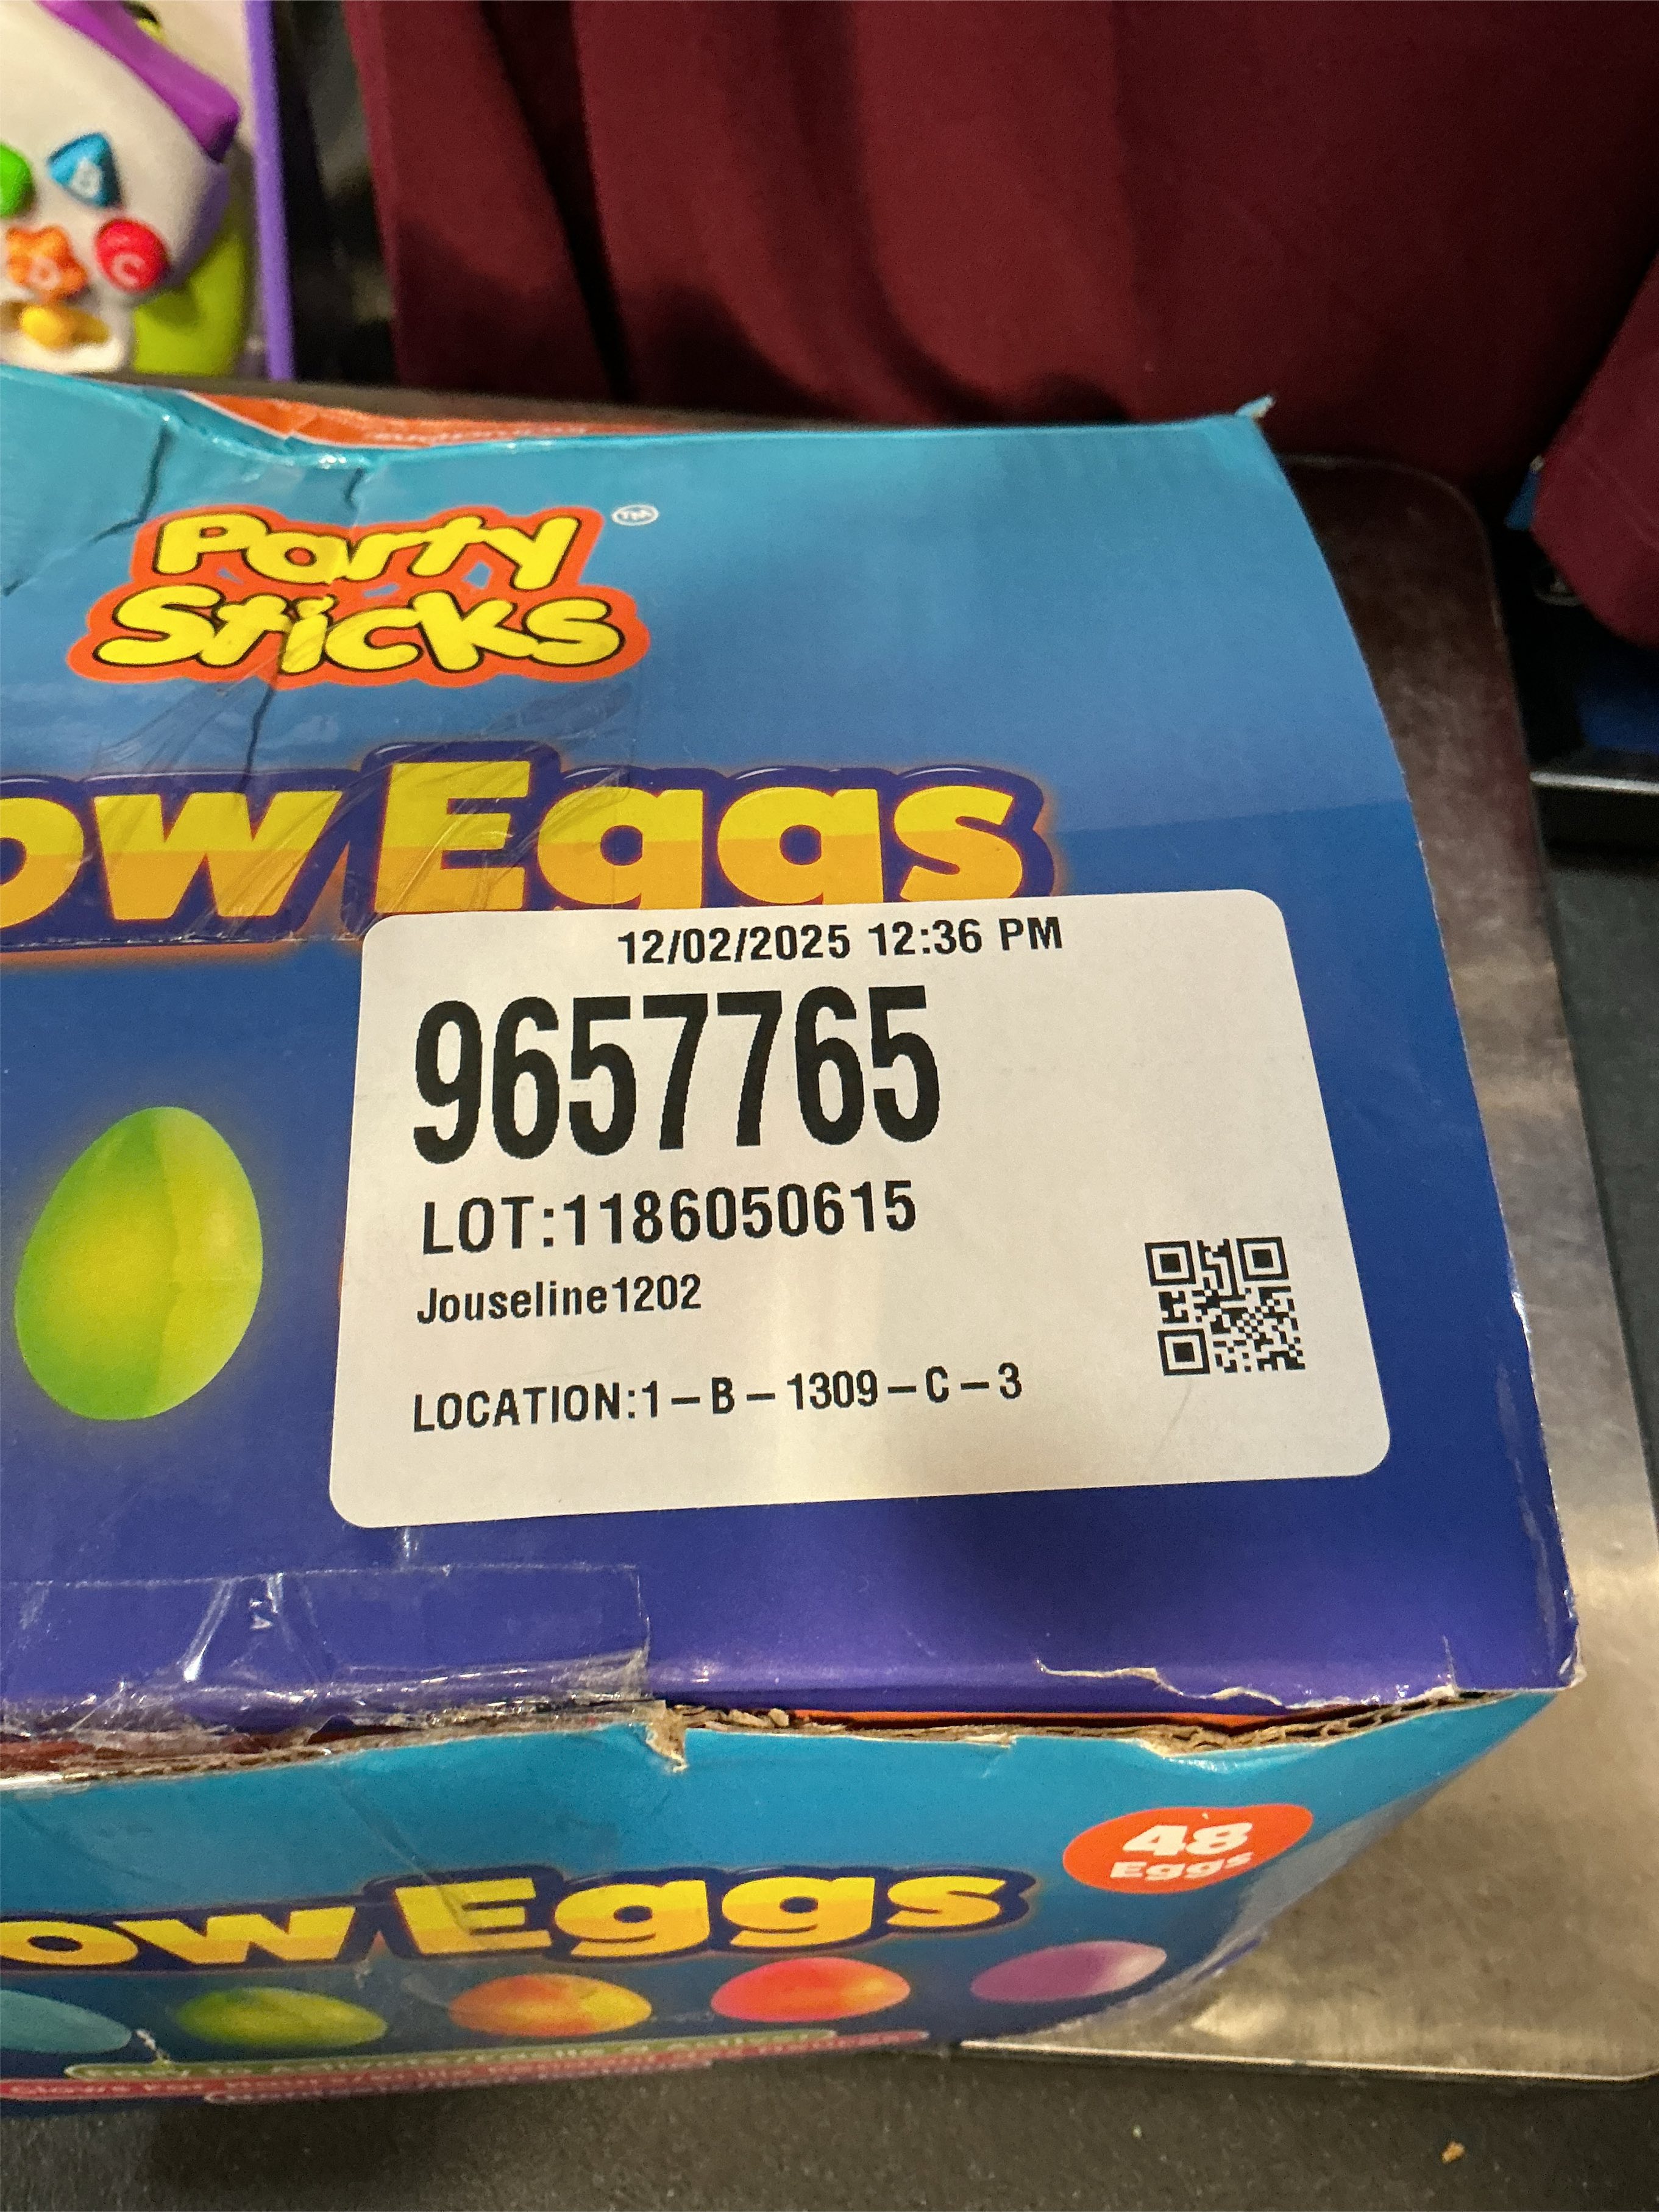 B
C
D
Party
Sticks
TM
ow Eggs
12/02/2025 12:36 PM
9657765
LOT:1186050615
Jouseline1202
LOCATION:1-B-1309-C-3
48
Eggs
ow Eggs